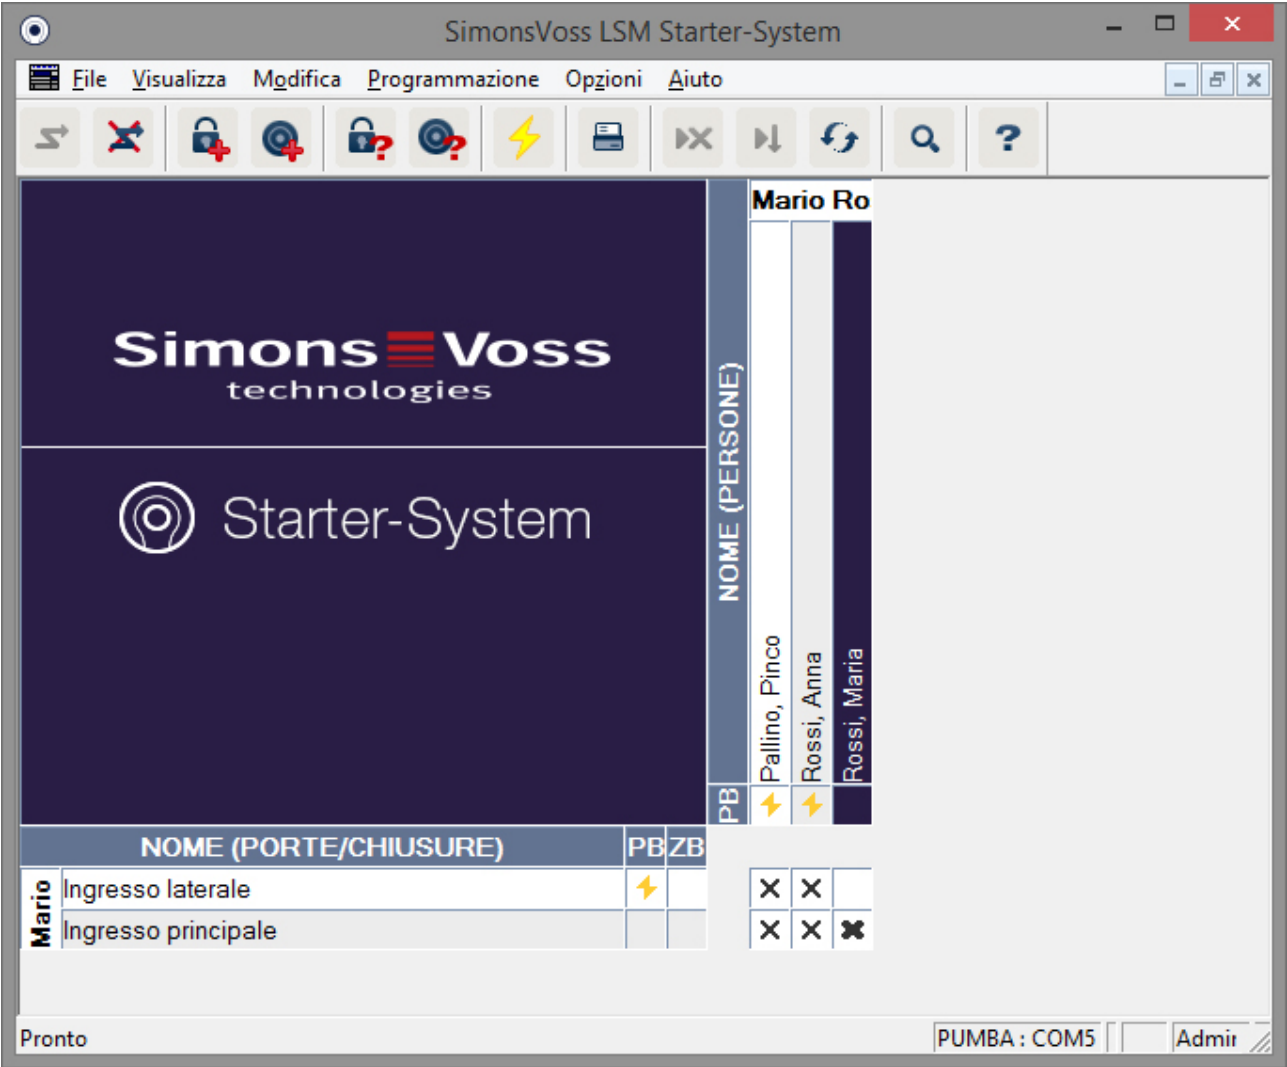 SimonsVoss LSM Starter-System
File Visualizza Modifica Programmazione Opzioni Aiuto
Mario Ro
Simons Voss
technologies
Starter-System
NOME (PERSONE)
Pallino, Pinco
Rossi, Anna
Rossi, Maria
PB
NOME (PORTE/CHIUSURE) PB ZB
Mario
Ingresso laterale
Ingresso principale
Pronto PUMBA : COM5 Admir